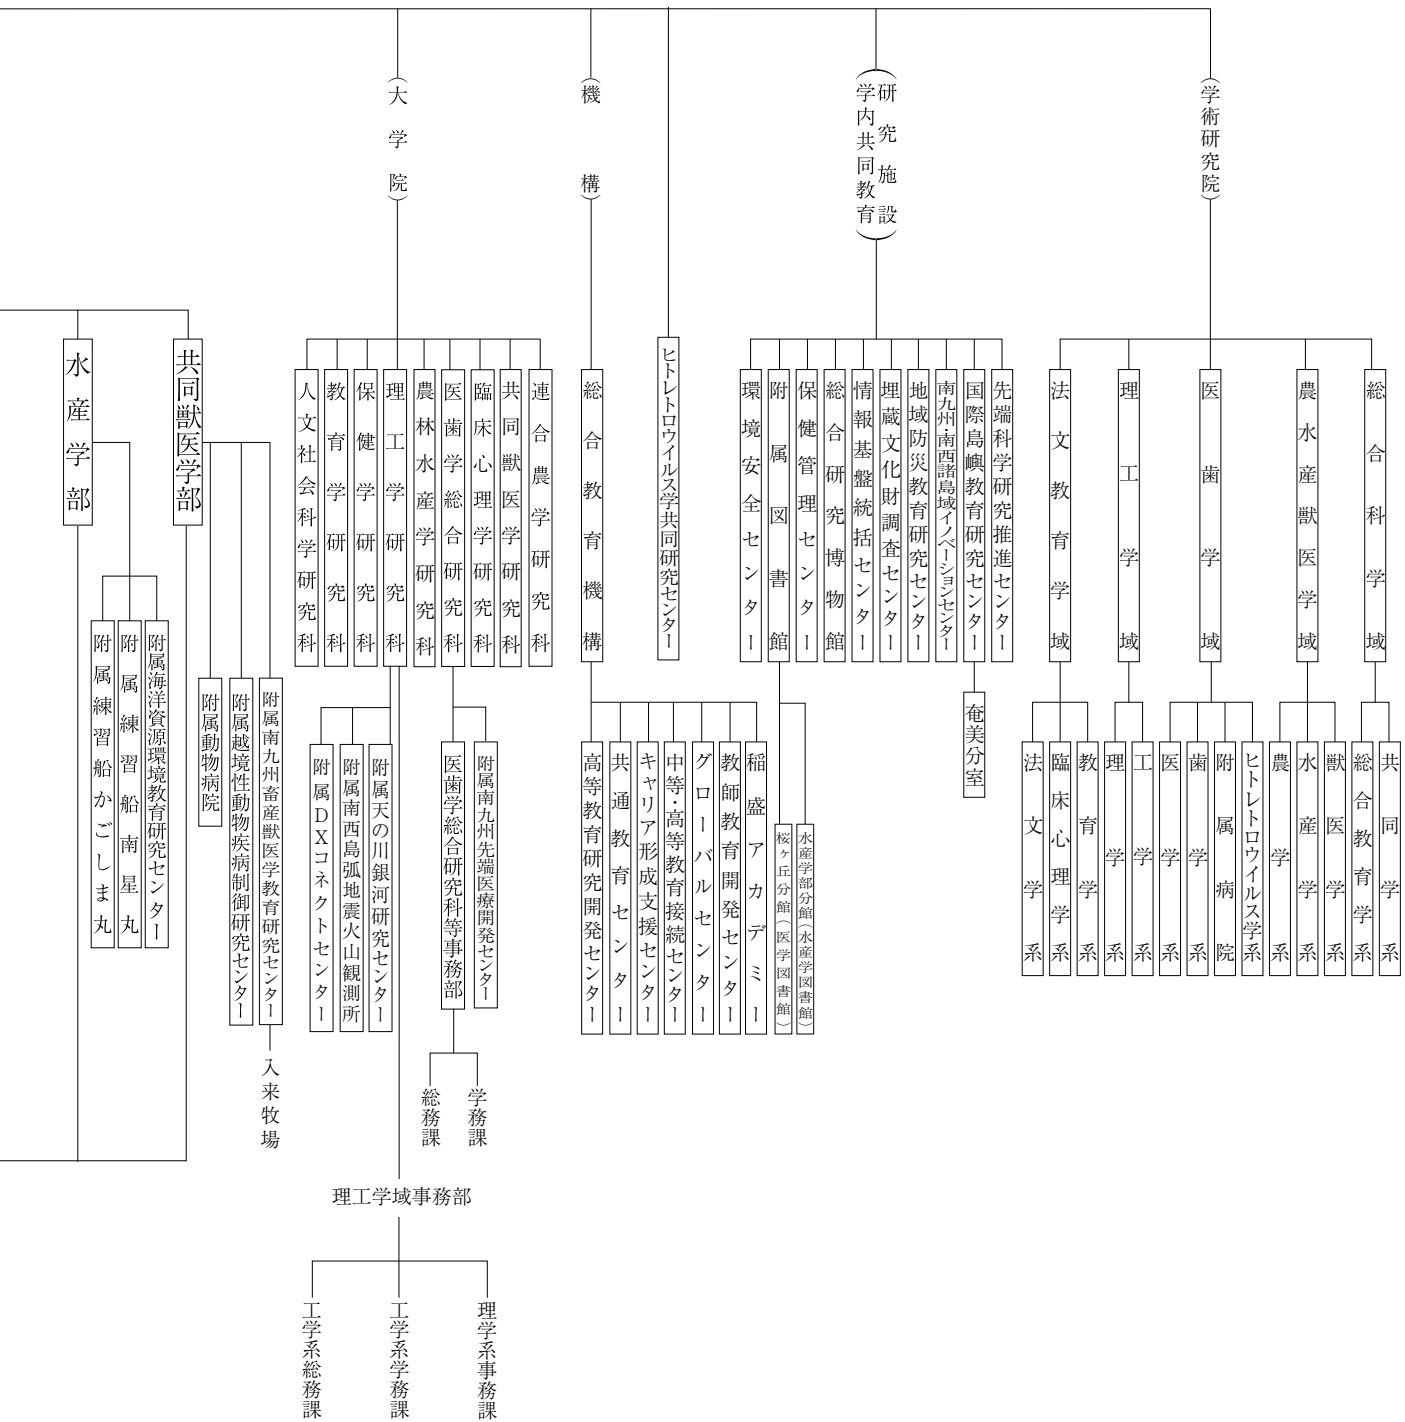 （学術研究院）
（学内共同教育
研究施設）
（機構）
（大学院）
総合科学域
農水産獣医学域
医歯学域
理工学域
法文教育学域
共同学系
総合教育学系
獣医学系
水産学系
農学系
ヒトレトロウイルス学系
附属病院
歯学系
医学系
工学系
理学系
教育学系
臨床心理学系
法文学系
先端科学研究推進センター
国際島嶼教育研究センター
南九州・南西諸島域イノベーションセンター
地域防災教育研究センター
埋蔵文化財調査センター
情報基盤統括センター
総合研究博物館
保健管理センター
附属図書館
環境安全センター
奄美分室
水産学部分館（水産学図書館）
桜ヶ丘分館（医学図書館）
ヒトレトロウイルス学共同研究センター
総合教育機構
稲盛アカデミー
教師教育開発センター
グローバルセンター
中等・高等教育接続センター
キャリア形成支援センター
共通教育センター
高等教育研究開発センター
連合農学研究科
共同獣医学研究科
臨床心理学研究科
医歯学総合研究科
農林水産学研究科
理工学研究科
保健学研究科
教育学研究科
人文社会科学研究科
附属南九州先端医療開発センター
医歯学総合研究科等事務部
学務課
総務課
附属天の川銀河研究センター
附属南西島弧地震火山観測所
附属DXコネクトセンター
理工学域事務部
理学系事務課
工学系学務課
工学系総務課
共同獣医学部
附属南九州畜産獣医学教育研究センター
入来牧場
附属越境性動物疾病制御研究センター
附属動物病院
水産学部
附属海洋資源環境教育研究センター
附属練習船南星丸
附属練習船かごしま丸